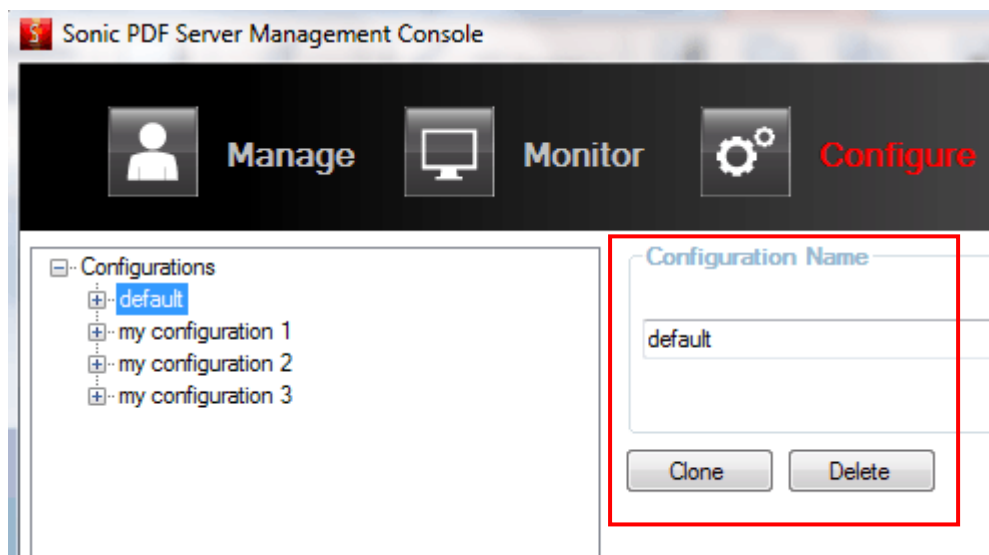 Sonic PDF Server Management Console
Manage Monitor Configure
Configurations
default
my configuration 1
my configuration 2
my configuration 3
Configuration Name
default
Clone Delete